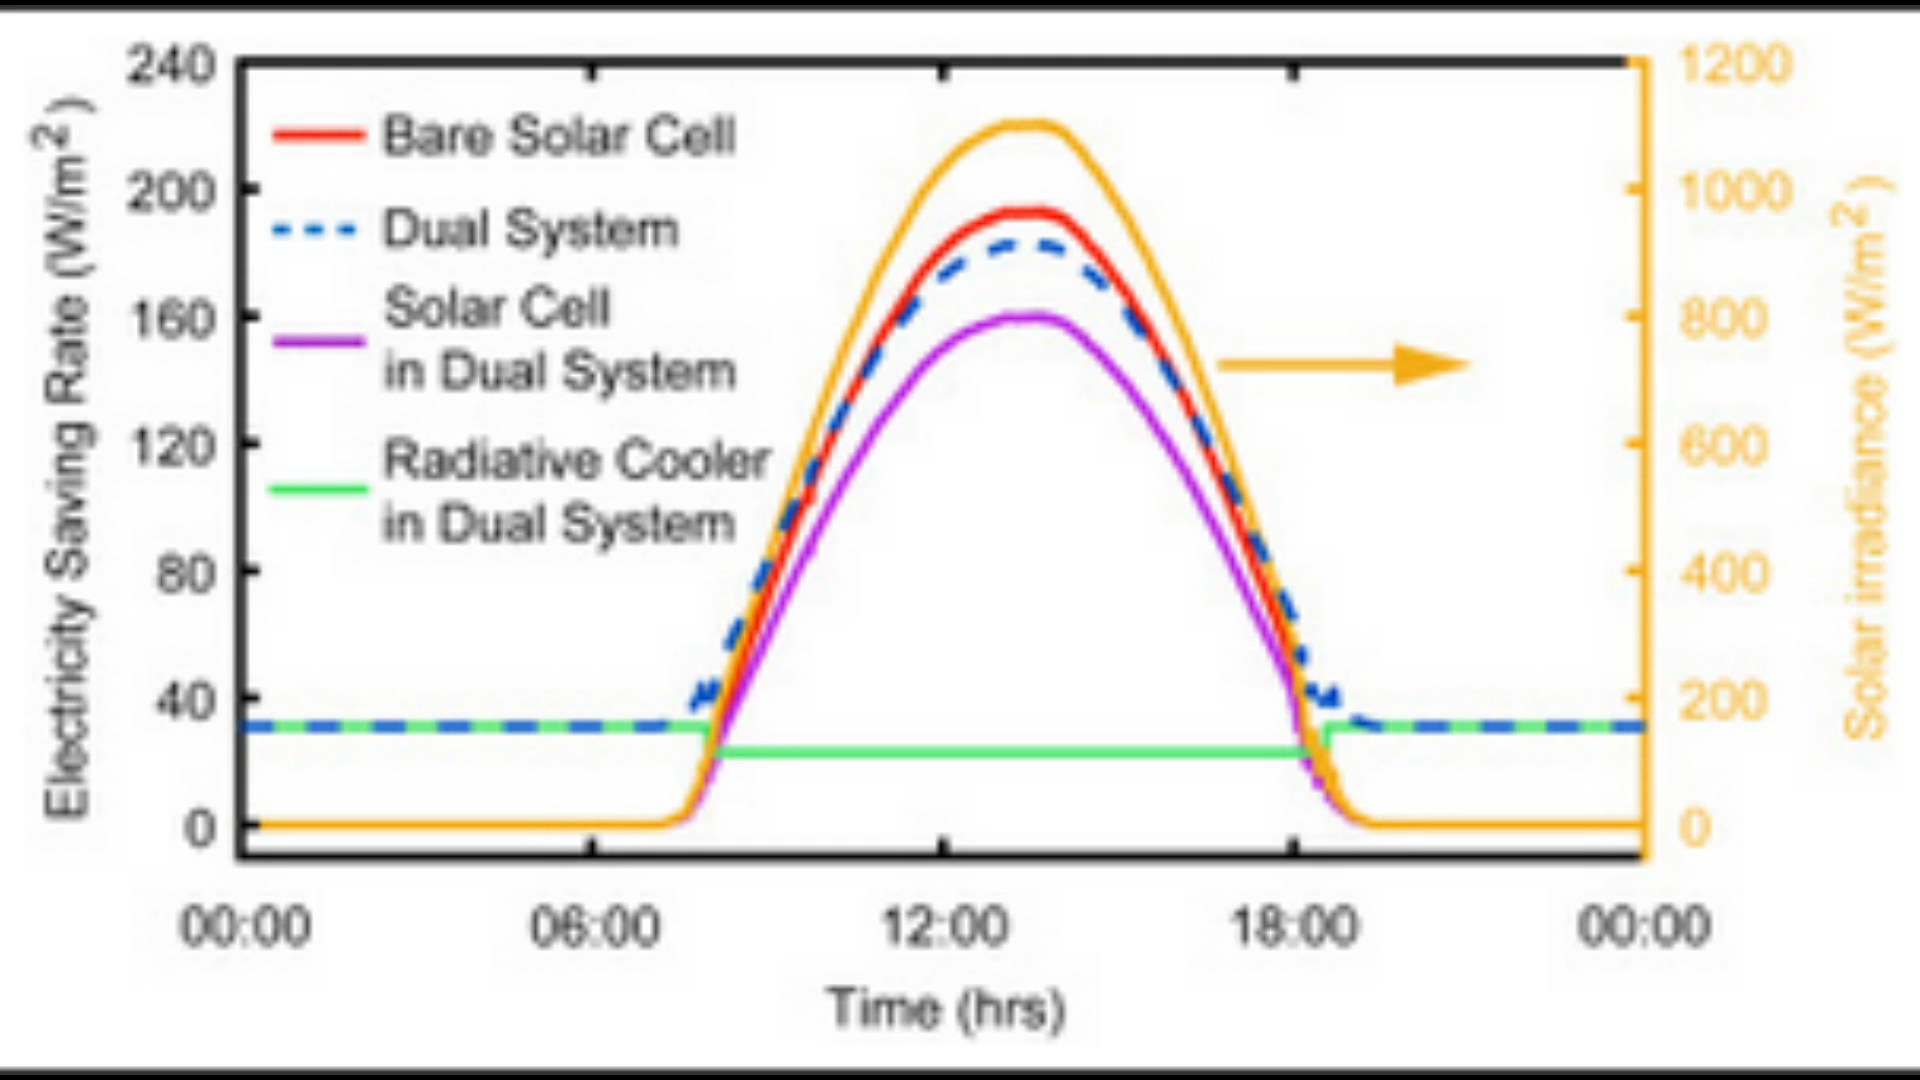 Electricity Saving Rate (W/m²)
240
200
160
120
80
40
0
Bare Solar Cell
Dual System
Solar Cell
in Dual System
Radiative Cooler
in Dual System
1200
1000
800
600
400
200
0
Solar irradiance (W/m²)
00:00 06:00 12:00 18:00 00:00
Time (hrs)